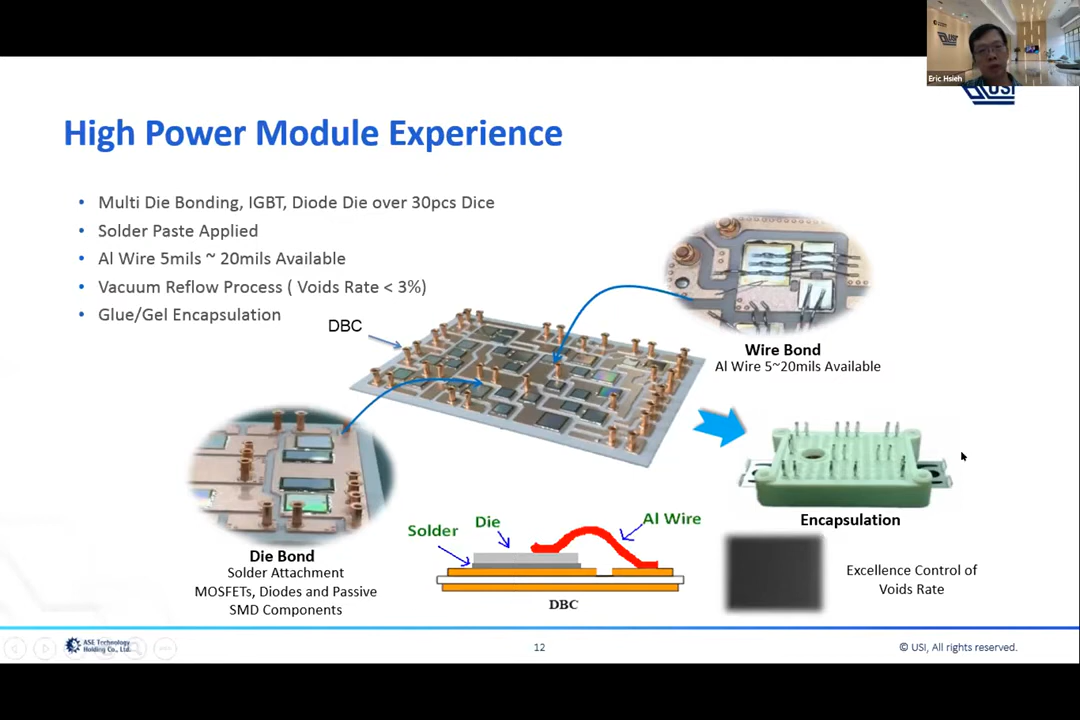 Eric Hsieh
USI
USI
High Power Module Experience
• Multi Die Bonding, IGBT, Diode Die over 30pcs Dice
• Solder Paste Applied
• Al Wire 5mils ~ 20mils Available
• Vacuum Reflow Process ( Voids Rate < 3%)
• Glue/Gel Encapsulation
DBC
Wire Bond
Al Wire 5~20mils Available
Encapsulation
Die Bond
Solder Attachment
MOSFETs, Diodes and Passive
SMD Components
Solder
Die
Al Wire
DBC
Excellence Control of
Voids Rate
ASE Technology
Holding Co., Ltd.
12
© USI, All rights reserved.